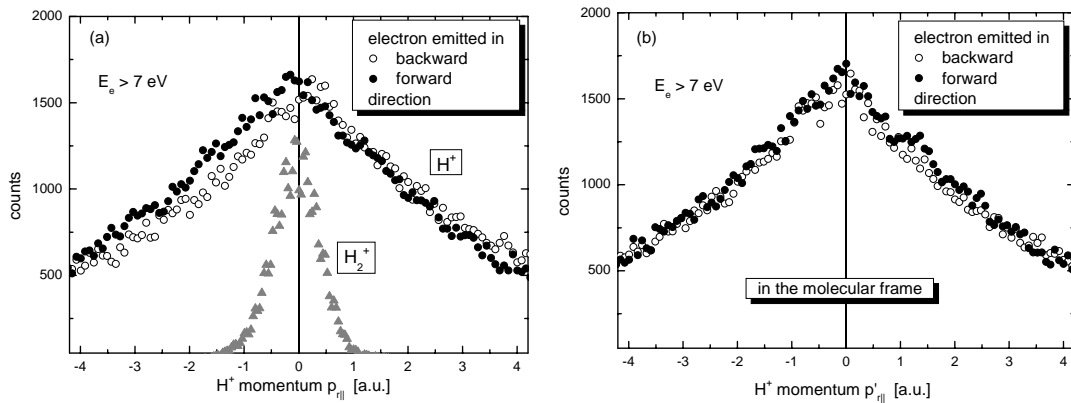 (a)
electron emitted in
backward
forward
direction
E_e > 7 eV
H^+
H_2^+
counts
2000
1500
1000
500
-4 -3 -2 -1 0 1 2 3 4
H^+ momentum p_r|| [a.u.]
(b)
electron emitted in
backward
forward
direction
E_e > 7 eV
in the molecular frame
counts
2000
1500
1000
500
-4 -3 -2 -1 0 1 2 3 4
H^+ momentum p'_r|| [a.u.]